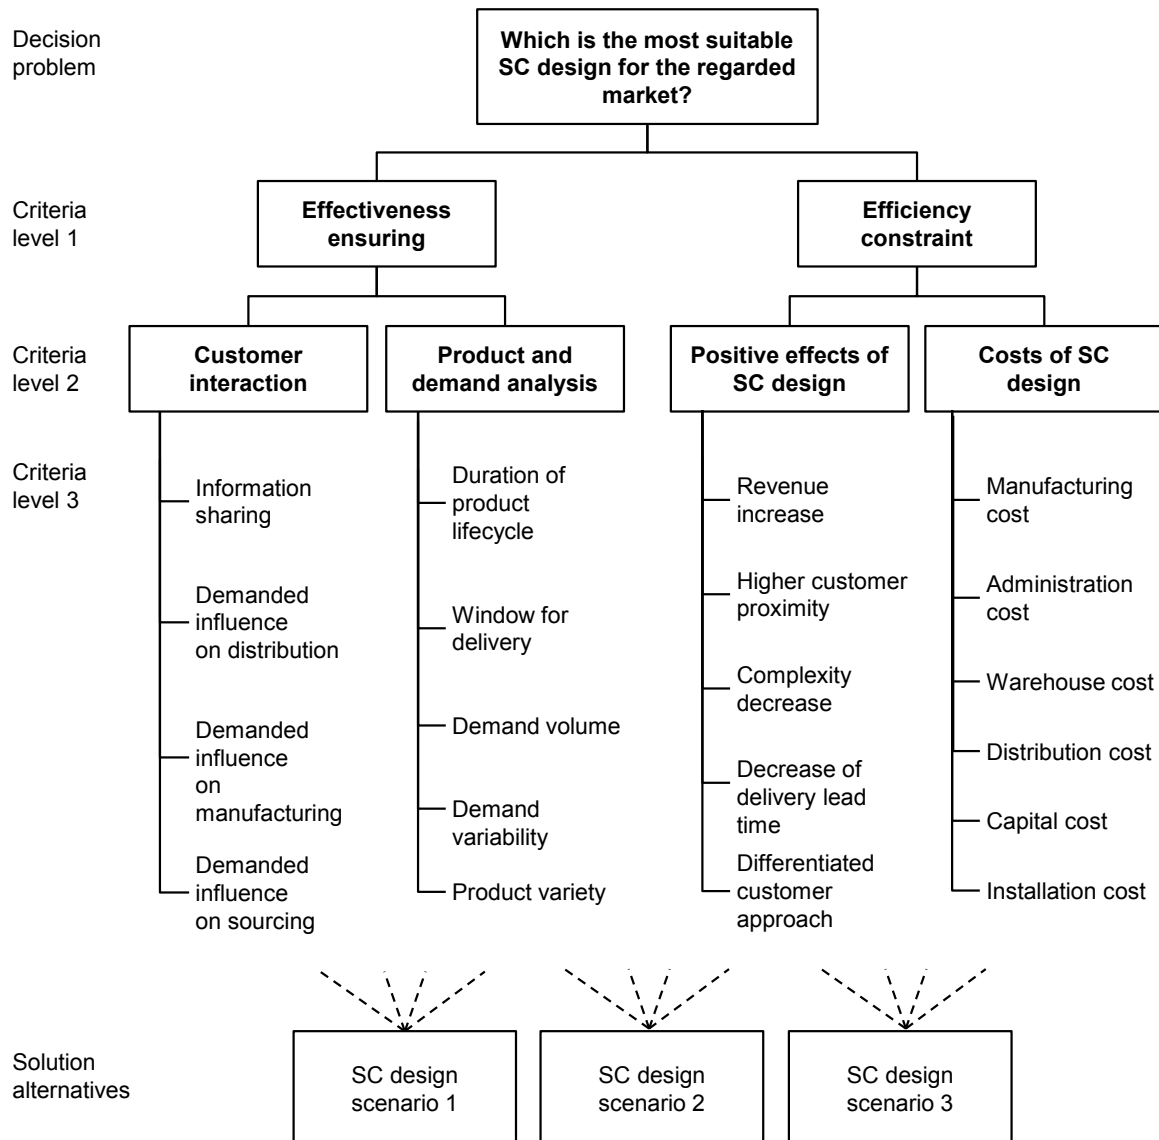 Decision
problem
Which is the most suitable
SC design for the regarded
market?
Criteria
level 1
Effectiveness
ensuring
Efficiency
constraint
Criteria
level 2
Customer
interaction
Product and
demand analysis
Positive effects of
SC design
Costs of SC
design
Criteria
level 3
Information
sharing
Demanded
influence
on distribution
Demanded
influence
on
manufacturing
Demanded
influence
on sourcing
Duration of
product
lifecycle
Window for
delivery
Demand volume
Demand
variability
Product variety
Revenue
increase
Higher customer
proximity
Complexity
decrease
Decrease of
delivery lead
time
Differentiated
customer
approach
Manufacturing
cost
Administration
cost
Warehouse cost
Distribution cost
Capital cost
Installation cost
Solution
alternatives
SC design
scenario 1
SC design
scenario 2
SC design
scenario 3